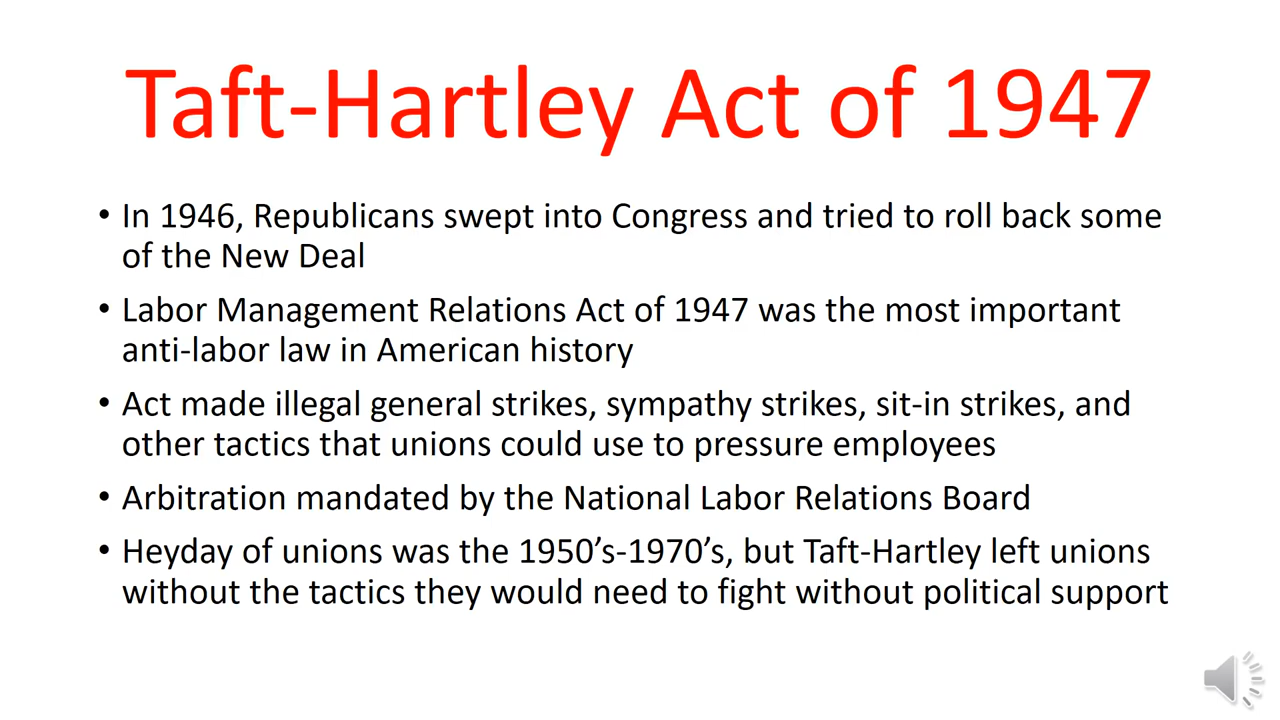 Taft-Hartley Act of 1947
• In 1946, Republicans swept into Congress and tried to roll back some
of the New Deal
• Labor Management Relations Act of 1947 was the most important
anti-labor law in American history
• Act made illegal general strikes, sympathy strikes, sit-in strikes, and
other tactics that unions could use to pressure employees
• Arbitration mandated by the National Labor Relations Board
• Heyday of unions was the 1950’s-1970’s, but Taft-Hartley left unions
without the tactics they would need to fight without political support